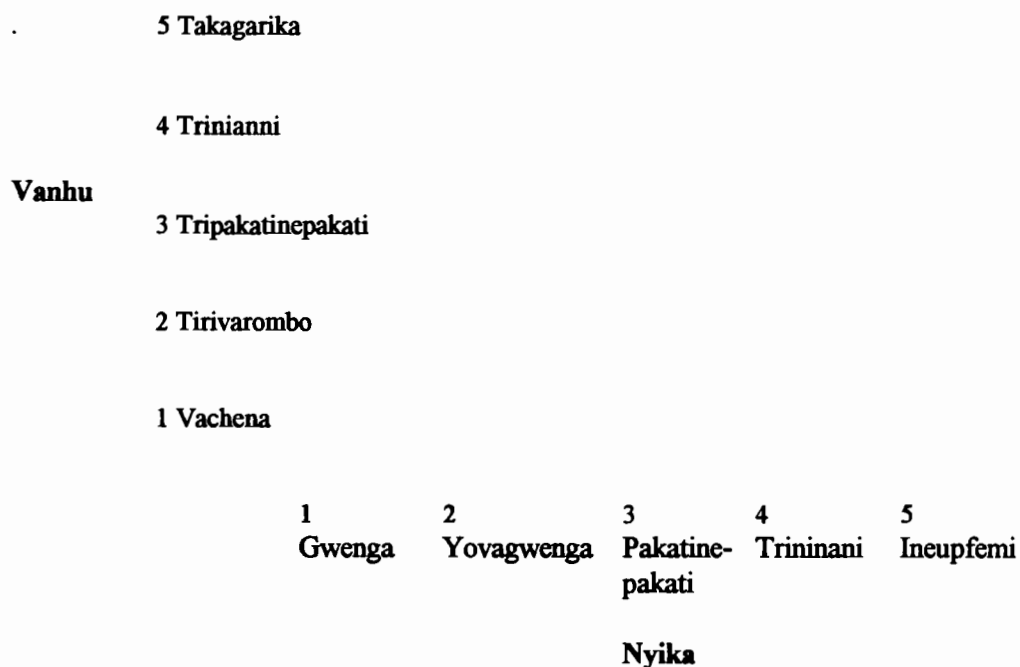 5 Takagarika
4 Trinianni
Vanhu
3 Tripakatinepakati
2 Tirivarombo
1 Vachena
1 2 3 4 5
Gwenga Yovagwenga Pakatine- Trininani Ineupfemi
pakati
Nyika